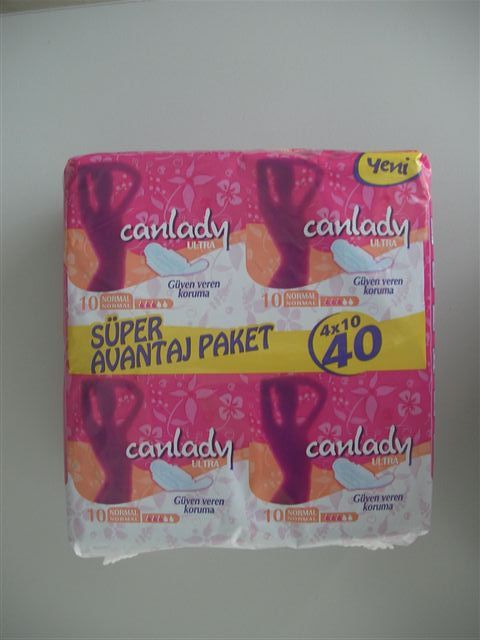 Yeni
canlady
ULTRA
Güven veren
koruma
10 NORMAL
NORMAL
canlady
ULTRA
Güven veren
koruma
10 NORMAL
NORMAL
SÜPER
AVANTAJ PAKET
4x10
40
canlady
ULTRA
Güven veren
koruma
10 NORMAL
NORMAL
canlady
ULTRA
Güven veren
koruma
10 NORMAL
NORMAL